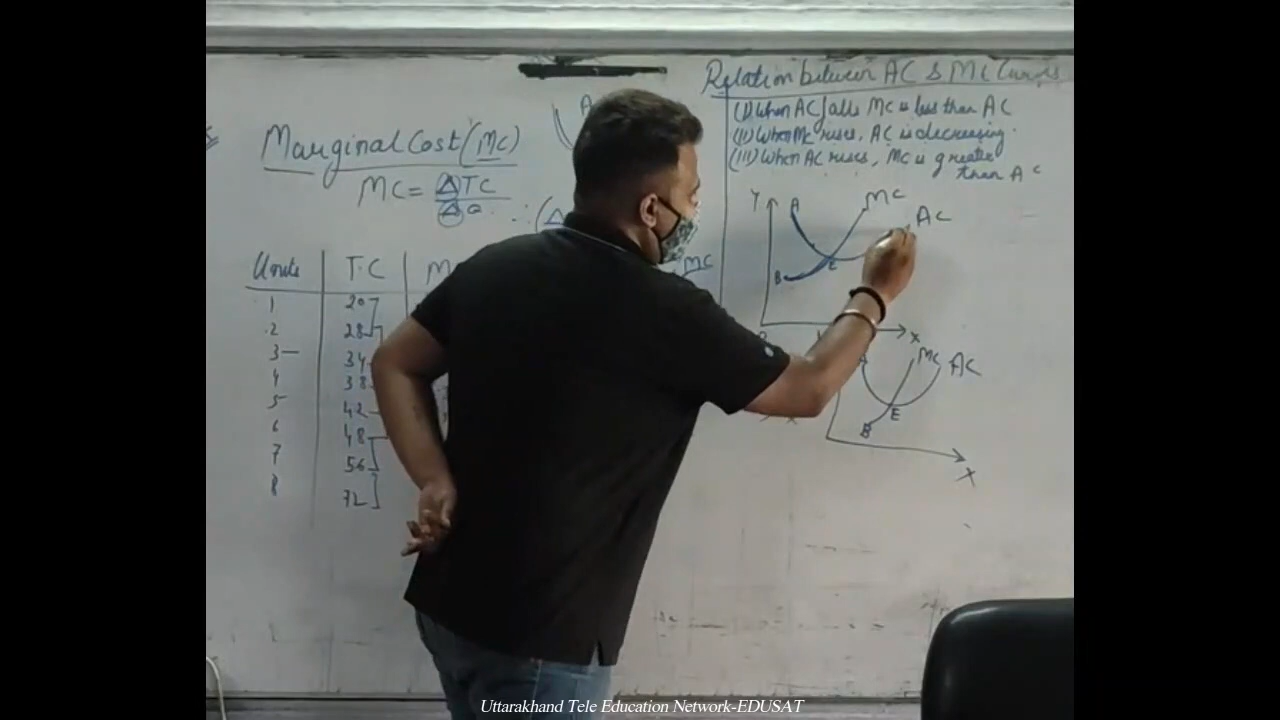 Marginal Cost (MC)
MC = ΔTC
ΔQ
Units T.C M
1 20
2 28
3 34
4 38
5 42
6 48
7 56
8 72
MC
Relation between AC & MC Curves
(I) When AC falls MC is less than AC
(II) When MC rises, AC is decreasing.
(III) When AC rises, MC is greater
than AC
Y A MC AC
B E
X
MC AC
E
B
X
Uttarakhand Tele Education Network-EDUSAT